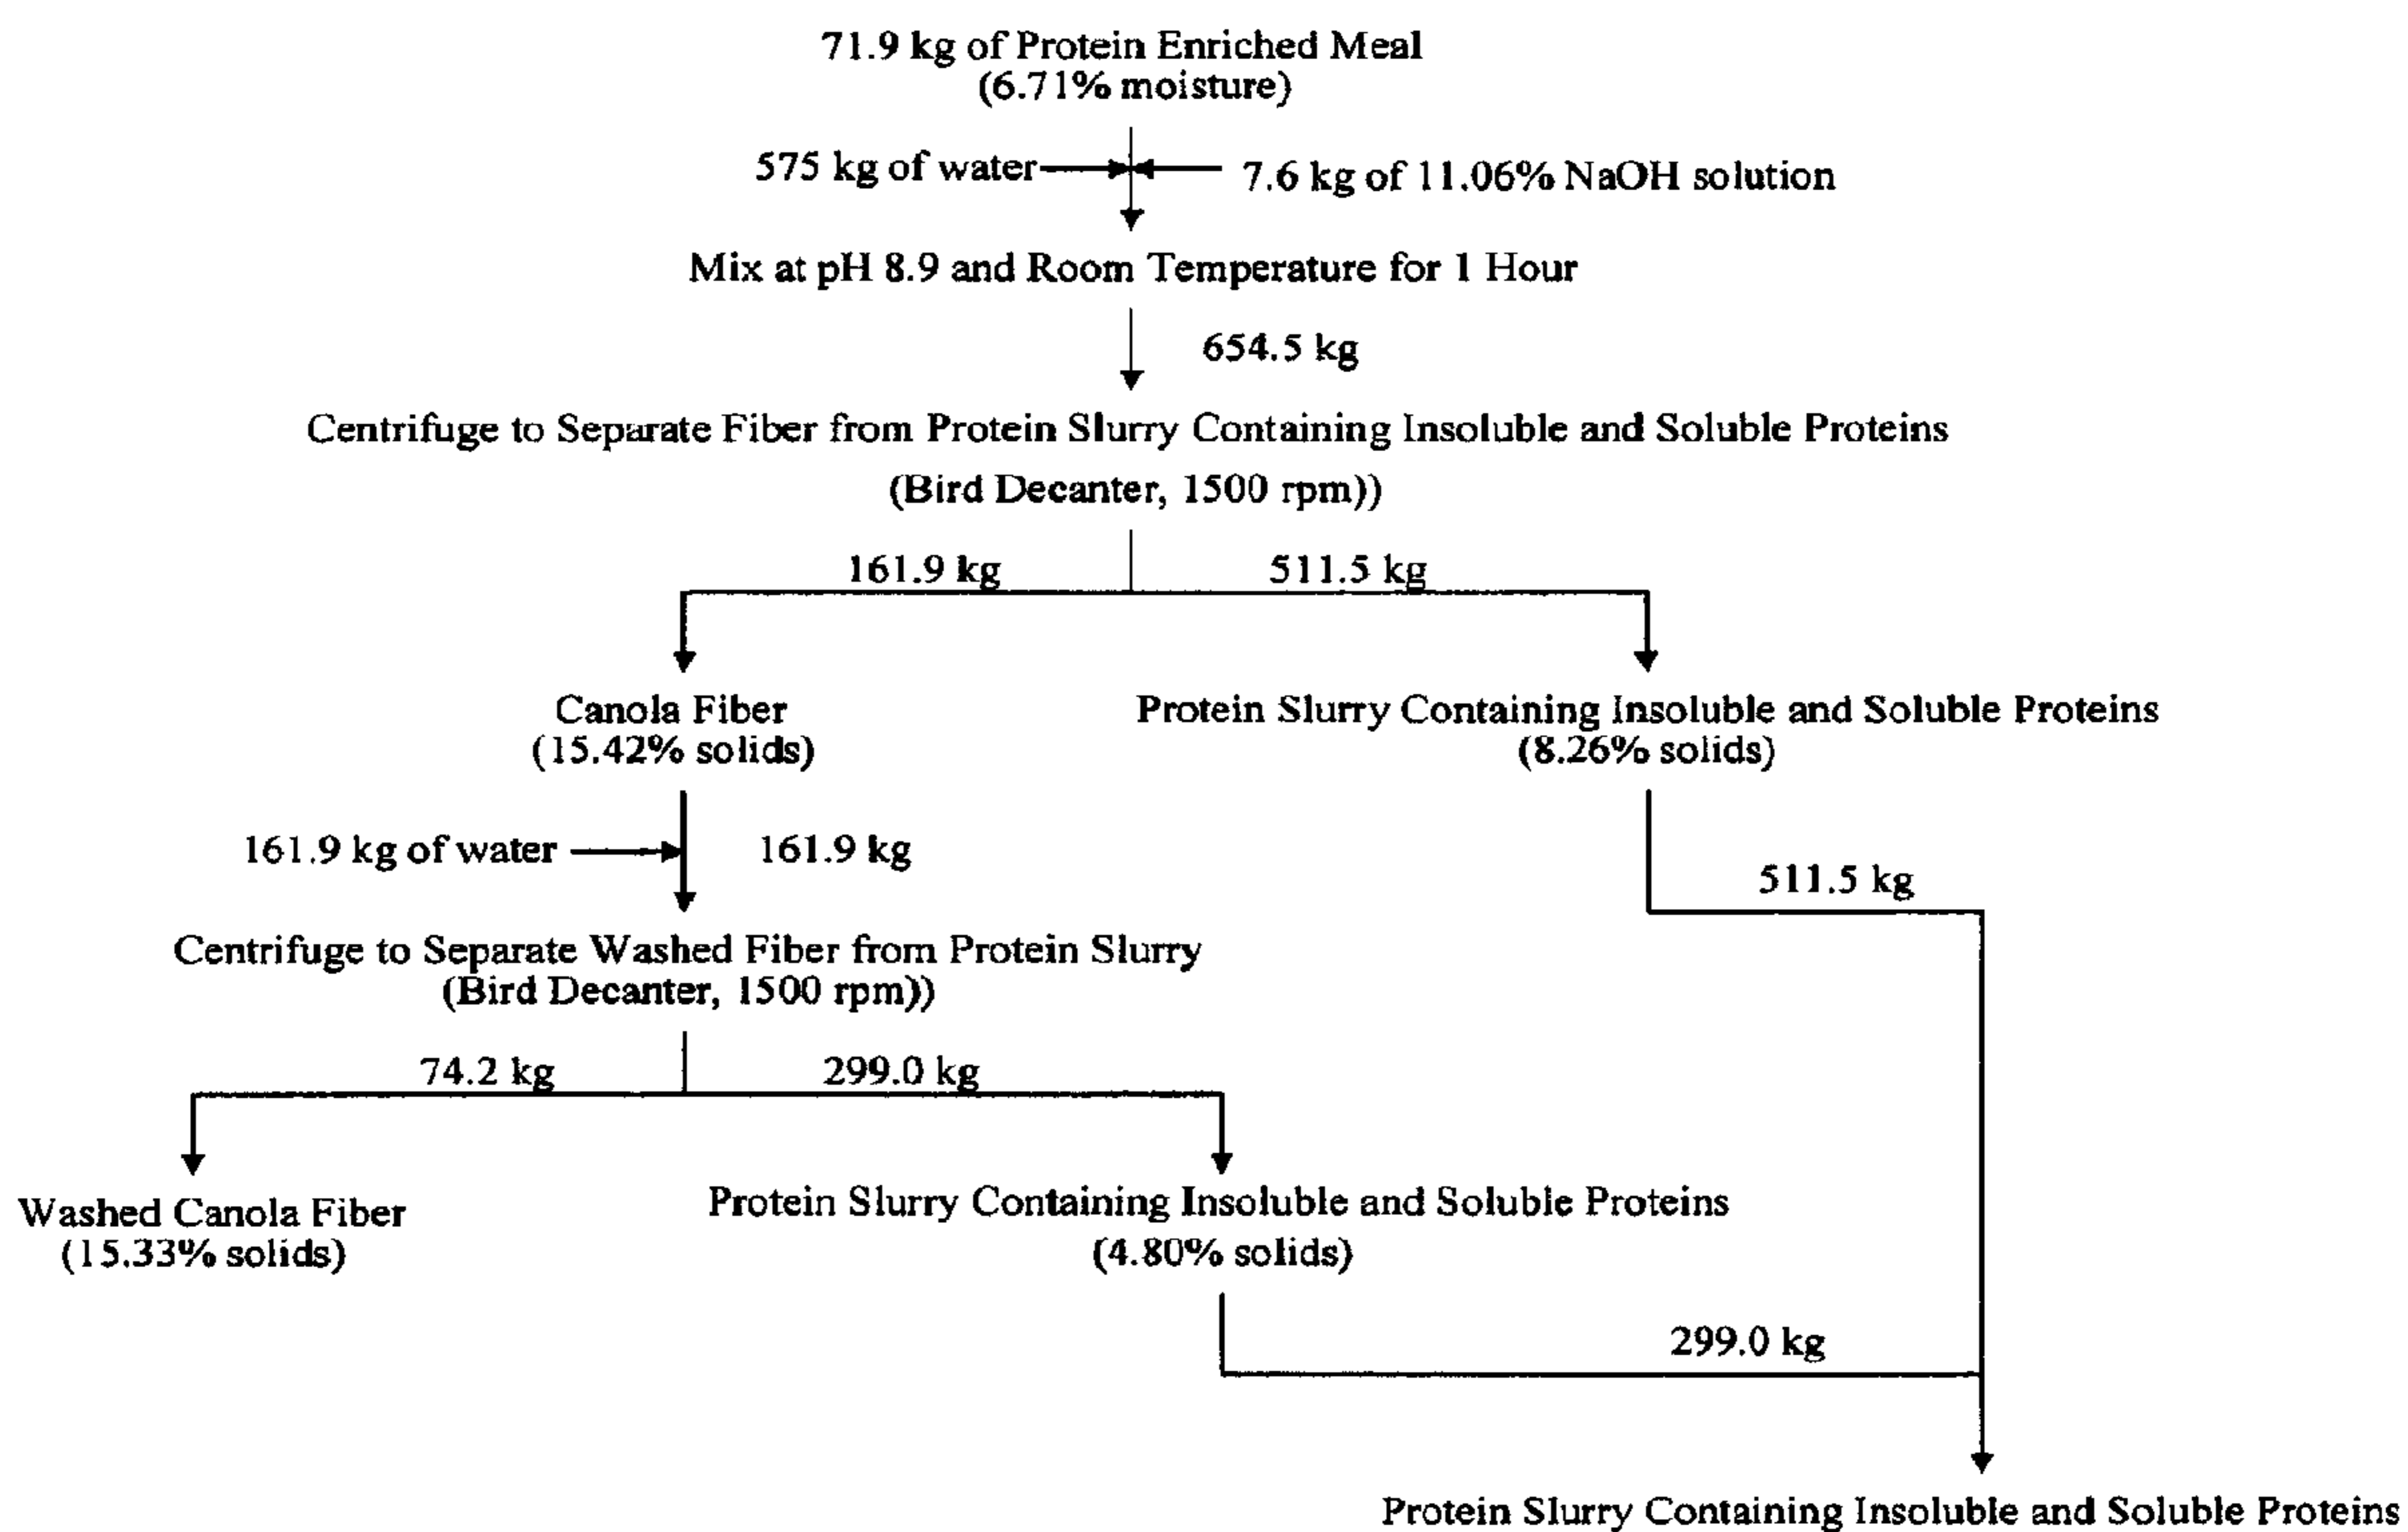 71.9 kg of Protein Enriched Meal
(6.71% moisture)
575 kg of water
7.6 kg of 11.06% NaOH solution
Mix at pH 8.9 and Room Temperature for 1 Hour
654.5 kg
Centrifuge to Separate Fiber from Protein Slurry Containing Insoluble and Soluble Proteins
(Bird Decanter, 1500 rpm))
161.9 kg
511.5 kg
Canola Fiber
(15.42% solids)
Protein Slurry Containing Insoluble and Soluble Proteins
(8.26% solids)
161.9 kg of water
161.9 kg
511.5 kg
Centrifuge to Separate Washed Fiber from Protein Slurry
(Bird Decanter, 1500 rpm))
74.2 kg
299.0 kg
Washed Canola Fiber
(15.33% solids)
Protein Slurry Containing Insoluble and Soluble Proteins
(4.80% solids)
299.0 kg
Protein Slurry Containing Insoluble and Soluble Proteins